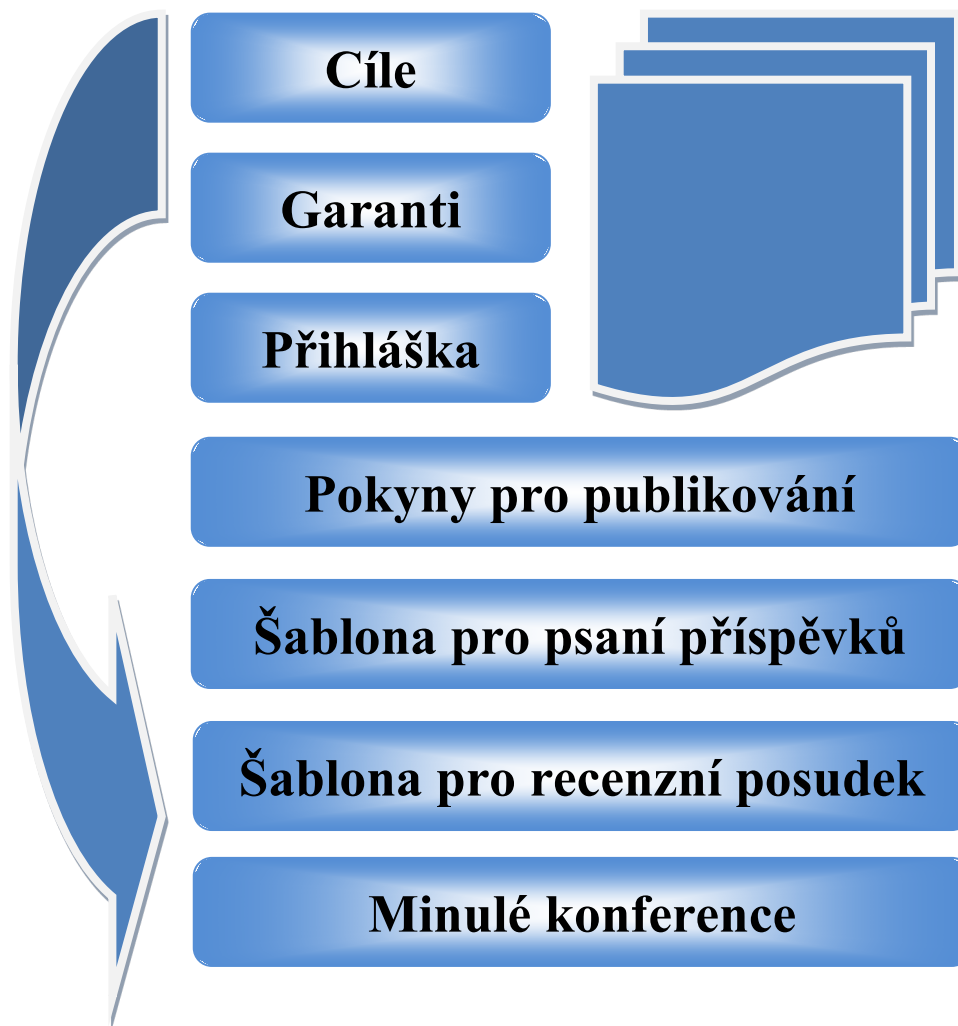 Cíle
Garanti
Přihláška
Pokyny pro publikování
Šablona pro psaní příspěvků
Šablona pro recenzní posudek
Minulé konference